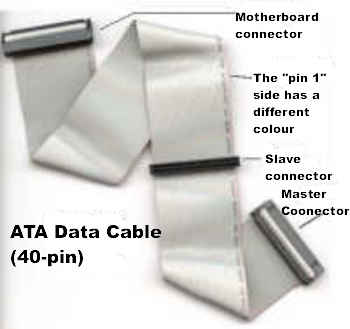 Motherboard
connector
The "pin 1"
side has a
different
colour
Slave
connector
Master
Coonector
ATA Data Cable
(40-pin)